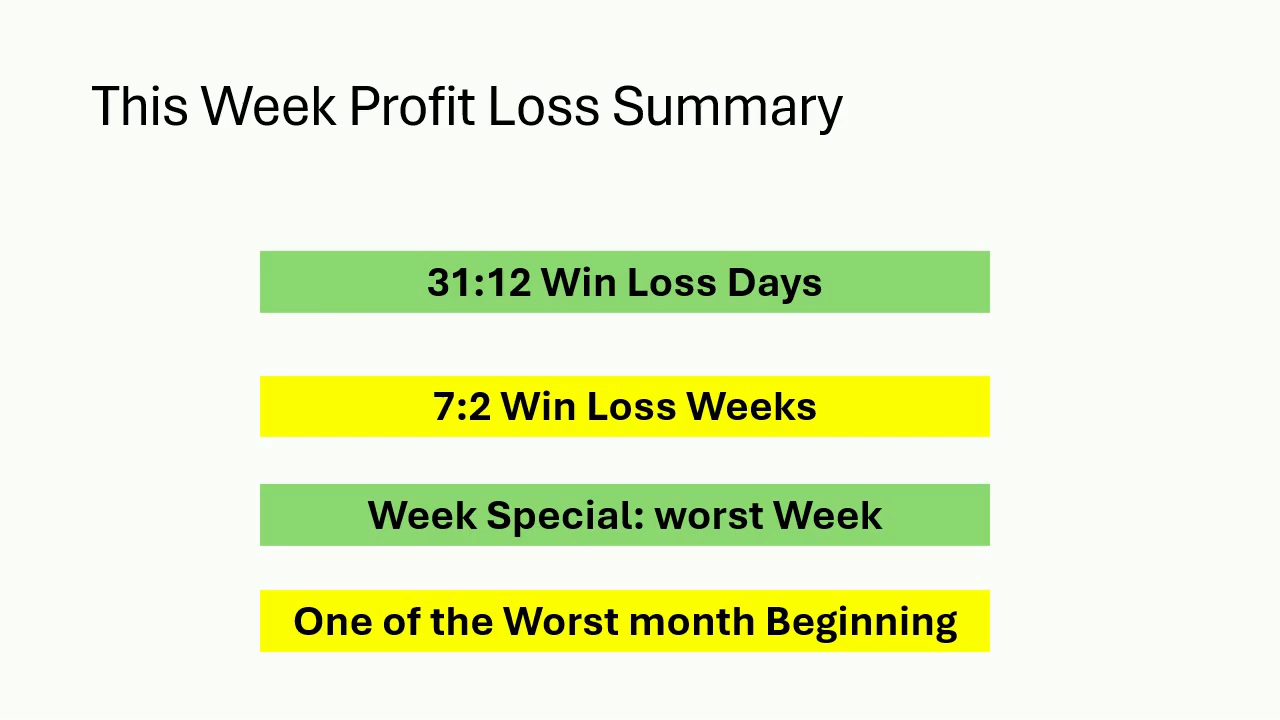 This Week Profit Loss Summary
31:12 Win Loss Days
7:2 Win Loss Weeks
Week Special: worst Week
One of the Worst month Beginning